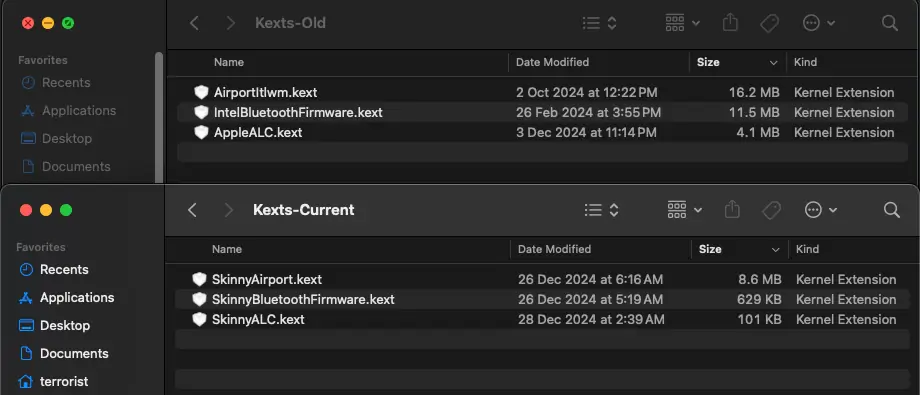 Kexts-Old
Favorites
Recents
Applications
Desktop
Documents
Name Date Modified Size Kind
AirportItlwm.kext 2 Oct 2024 at 12:22 PM 16.2 MB Kernel Extension
IntelBluetoothFirmware.kext 26 Feb 2024 at 3:55 PM 11.5 MB Kernel Extension
AppleALC.kext 3 Dec 2024 at 11:14 PM 4.1 MB Kernel Extension
Kexts-Current
Favorites
Recents
Applications
Desktop
Documents
terrorist
Name Date Modified Size Kind
SkinnyAirport.kext 26 Dec 2024 at 6:16 AM 8.6 MB Kernel Extension
SkinnyBluetoothFirmware.kext 26 Dec 2024 at 5:19 AM 629 KB Kernel Extension
SkinnyALC.kext 28 Dec 2024 at 2:39 AM 101 KB Kernel Extension